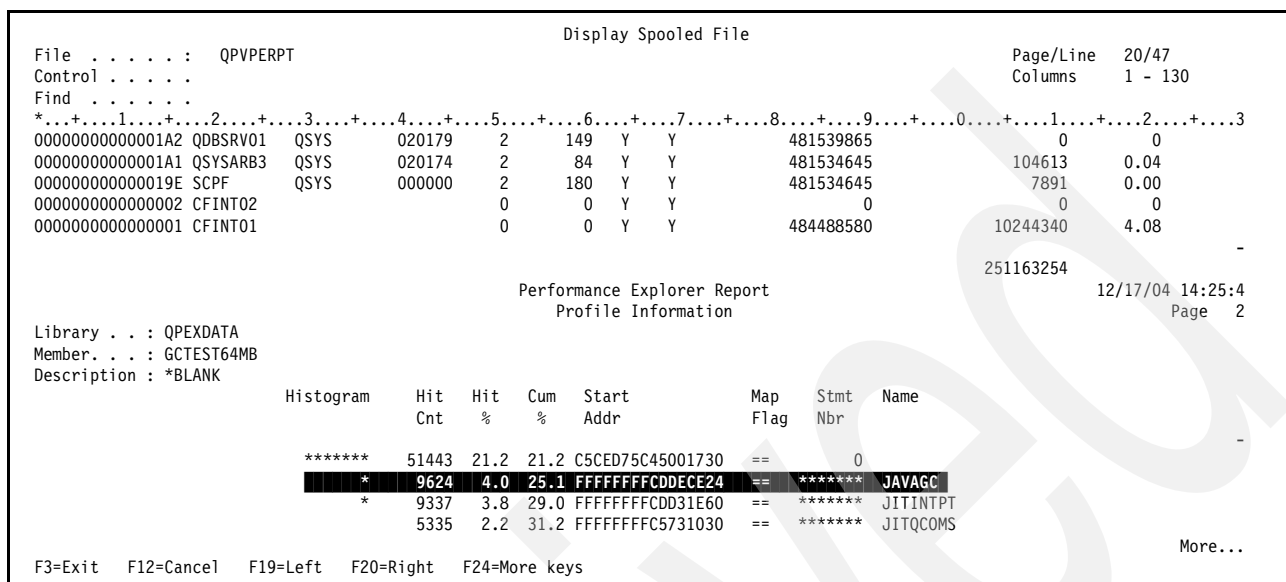 Display Spooled File
File . . . . . : QPVPERPT Page/Line 20/47
Control . . . . . Columns 1 - 130
Find . . . . . .
*...+....1....+....2....+....3....+....4....+....5....+....6....+....7....+....8....+....9....+....0....+....1....+....2....+....3
00000000000001A2 QDBSRV01 QSYS 020179 2 149 Y Y 481539865 0 0
00000000000001A1 QSYSARB3 QSYS 020174 2 84 Y Y 481534645 104613 0.04
000000000000019E SCPF QSYS 000000 2 180 Y Y 481534645 7891 0.00
0000000000000002 CFINT02 0 0 Y Y 0 0 0
0000000000000001 CFINT01 0 0 Y Y 484488580 10244340 4.08
-
251163254
Performance Explorer Report 12/17/04 14:25:4
Profile Information Page 2
Library . . : QPEXDATA
Member. . . : GCTEST64MB
Description : *BLANK
Histogram Hit Hit Cum Start Map Stmt Name
Cnt % % Addr Flag Nbr
-
******* 51443 21.2 21.2 C5CED75C45001730 == 0
* 9624 4.0 25.1 FFFFFFFFCDDECE24 == ******* JAVAGC
* 9337 3.8 29.0 FFFFFFFFCDD31E60 == ******* JITINTPT
5335 2.2 31.2 FFFFFFFFC5731030 == ******* JITQCOMS
More...
F3=Exit F12=Cancel F19=Left F20=Right F24=More keys